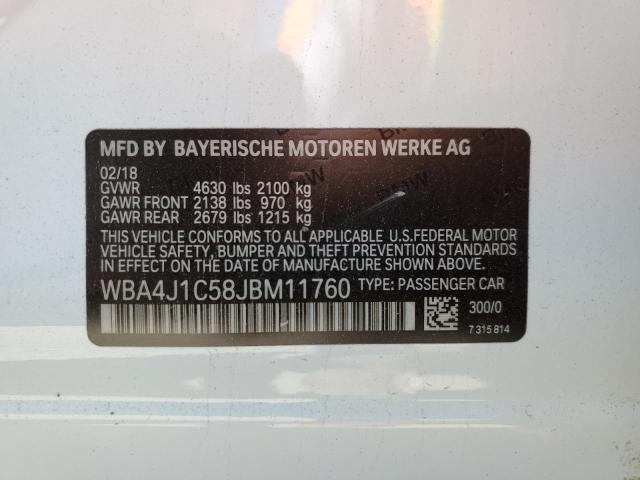 MFD BY BAYERISCHE MOTOREN WERKE AG
02/18
GVWR 4630 lbs 2100 kg
GAWR FRONT 2138 lbs 970 kg
GAWR REAR 2679 lbs 1215 kg
THIS VEHICLE CONFORMS TO ALL APPLICABLE U.S.FEDERAL MOTOR
VEHICLE SAFETY, BUMPER AND THEFT PREVENTION STANDARDS
IN EFFECT ON THE DATE OF MANUFACTURE SHOWN ABOVE.
WBA4J1C58JBM11760 TYPE: PASSENGER CAR
300/0
7 315 814